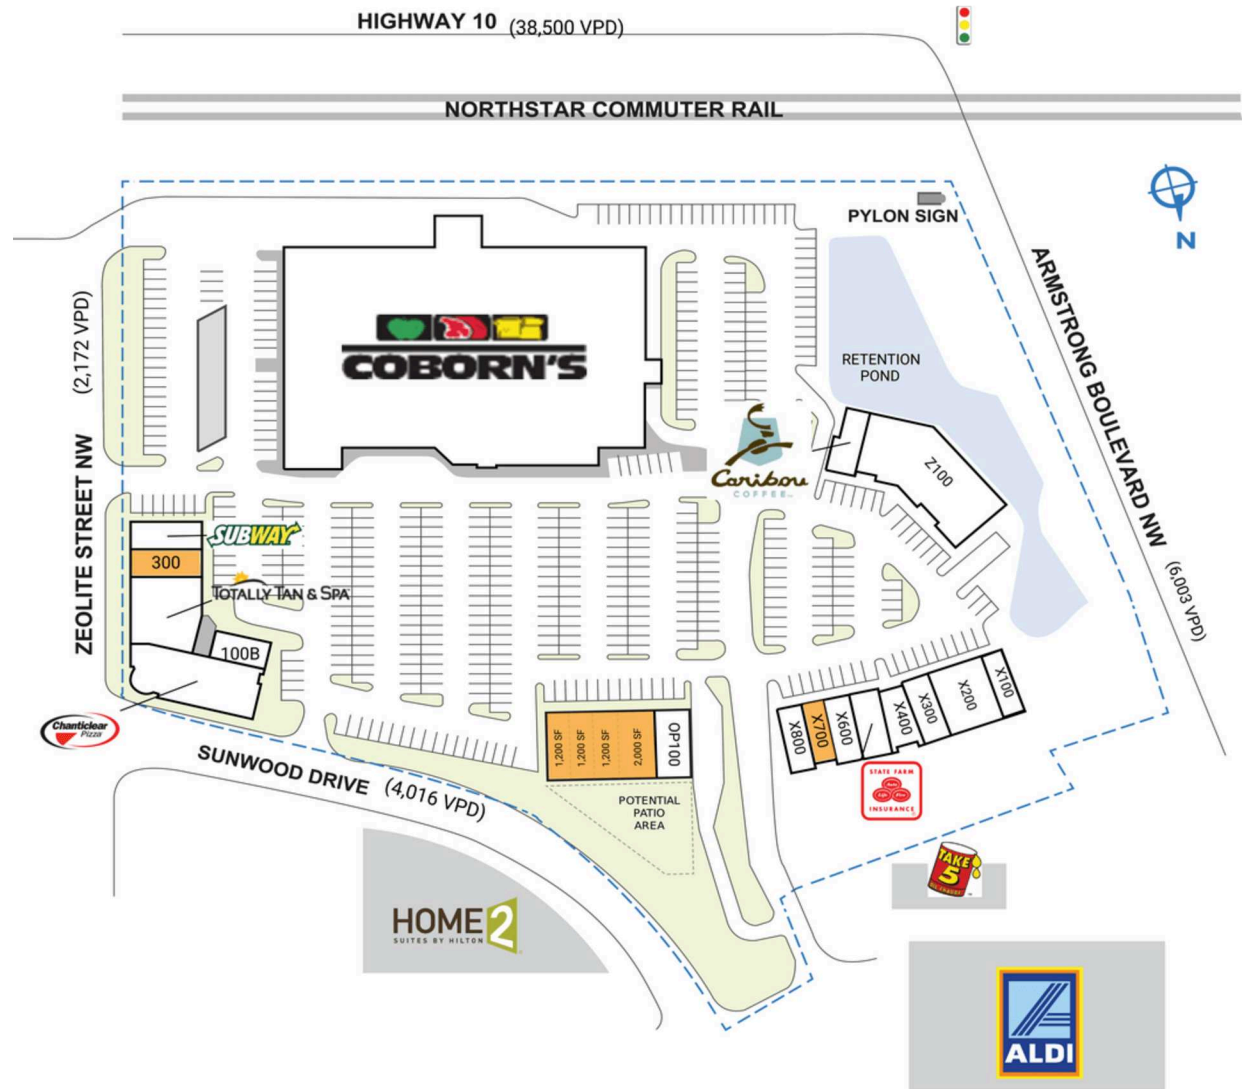 HIGHWAY 10 (38,500 VPD)
NORTHSTAR COMMUTER RAIL
PYLON SIGN
N
ARMSTRONG BOULEVARD NW (6,003 VPD)
ZEOLITE STREET NW (2,172 VPD)
COBORN'S
RETENTION
POND
Caribou
COFFEE
Z100
SUBWAY
300
TOTALLY TAN & SPA
100B
Chanticlear
Pizza
SUNWOOD DRIVE (4,016 VPD)
1,200 SF
1,200 SF
1,200 SF
2,000 SF
OP100
POTENTIAL
PATIO
AREA
X800
X700
X600
X400
X300
X200
X100
STATE FARM
INSURANCE
HOME2
SUITES BY HILTON
TAKE
5
ALDI